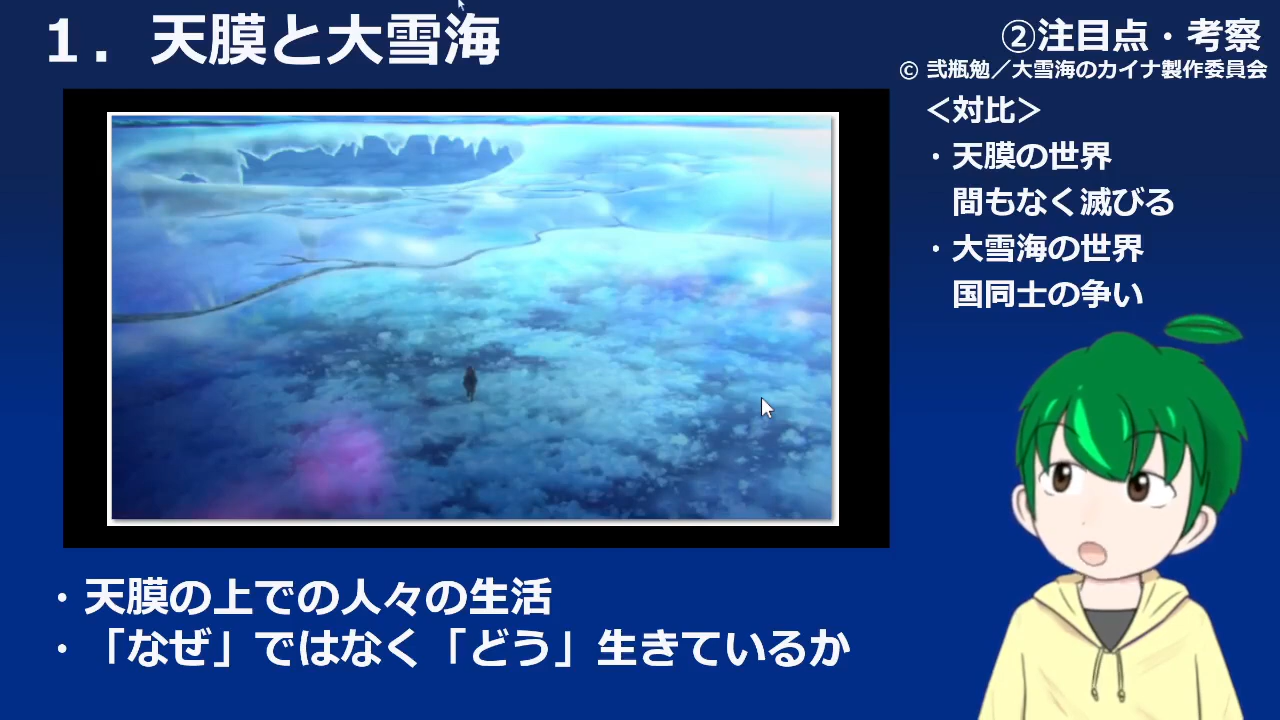 １．天膜と大雪海
②注目点・考察
© 弐瓶勉／大雪海のカイナ製作委員会
＜対比＞
・天膜の世界
間もなく滅びる
・大雪海の世界
国同士の争い
・天膜の上での人々の生活
・「なぜ」ではなく「どう」生きているか